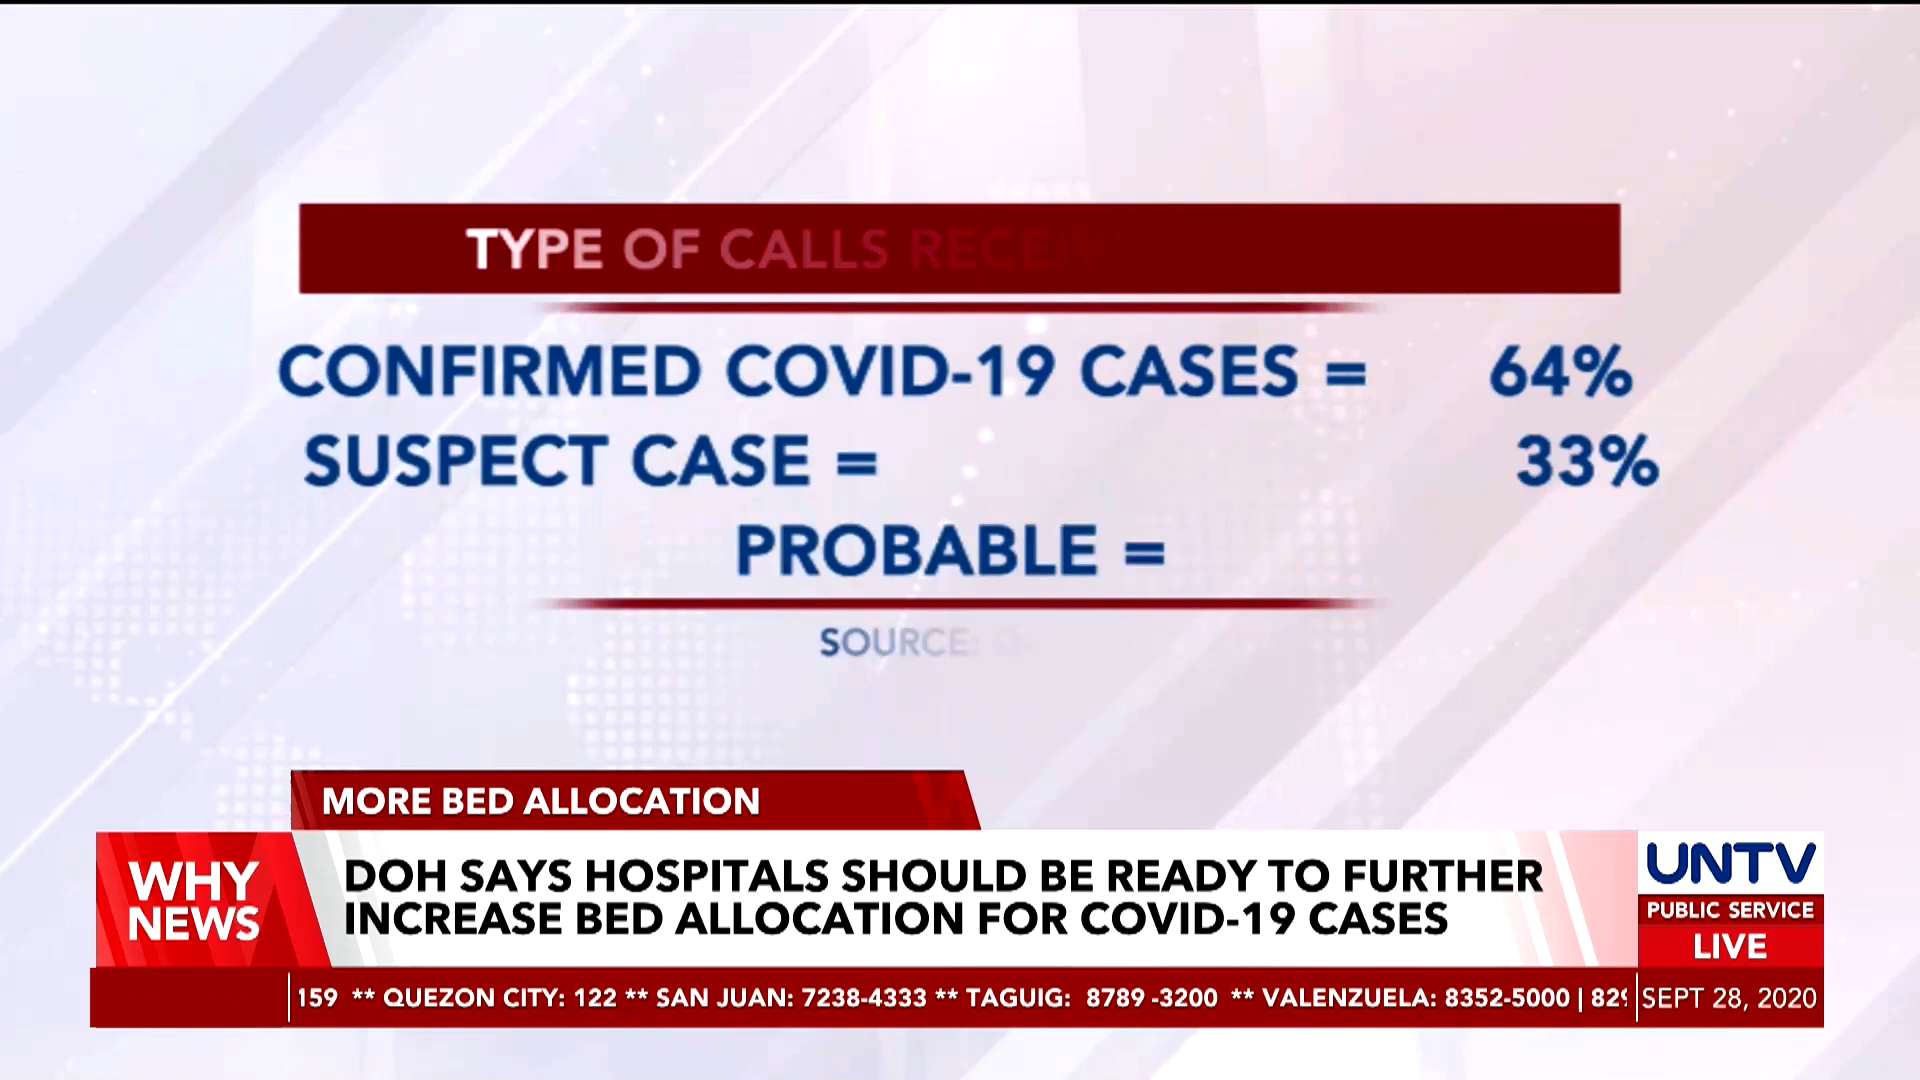 TYPE OF CALLS
CONFIRMED COVID-19 CASES = 64%
SUSPECT CASE = 33%
PROBABLE =
SOURCE:
MORE BED ALLOCATION
WHY
NEWS
DOH SAYS HOSPITALS SHOULD BE READY TO FURTHER
INCREASE BED ALLOCATION FOR COVID-19 CASES
UNTV
PUBLIC SERVICE
LIVE
159 ** QUEZON CITY: 122 ** SAN JUAN: 7238-4333 ** TAGUIG: 8789 -3200 ** VALENZUELA: 8352-5000 |
SEPT 28, 2020